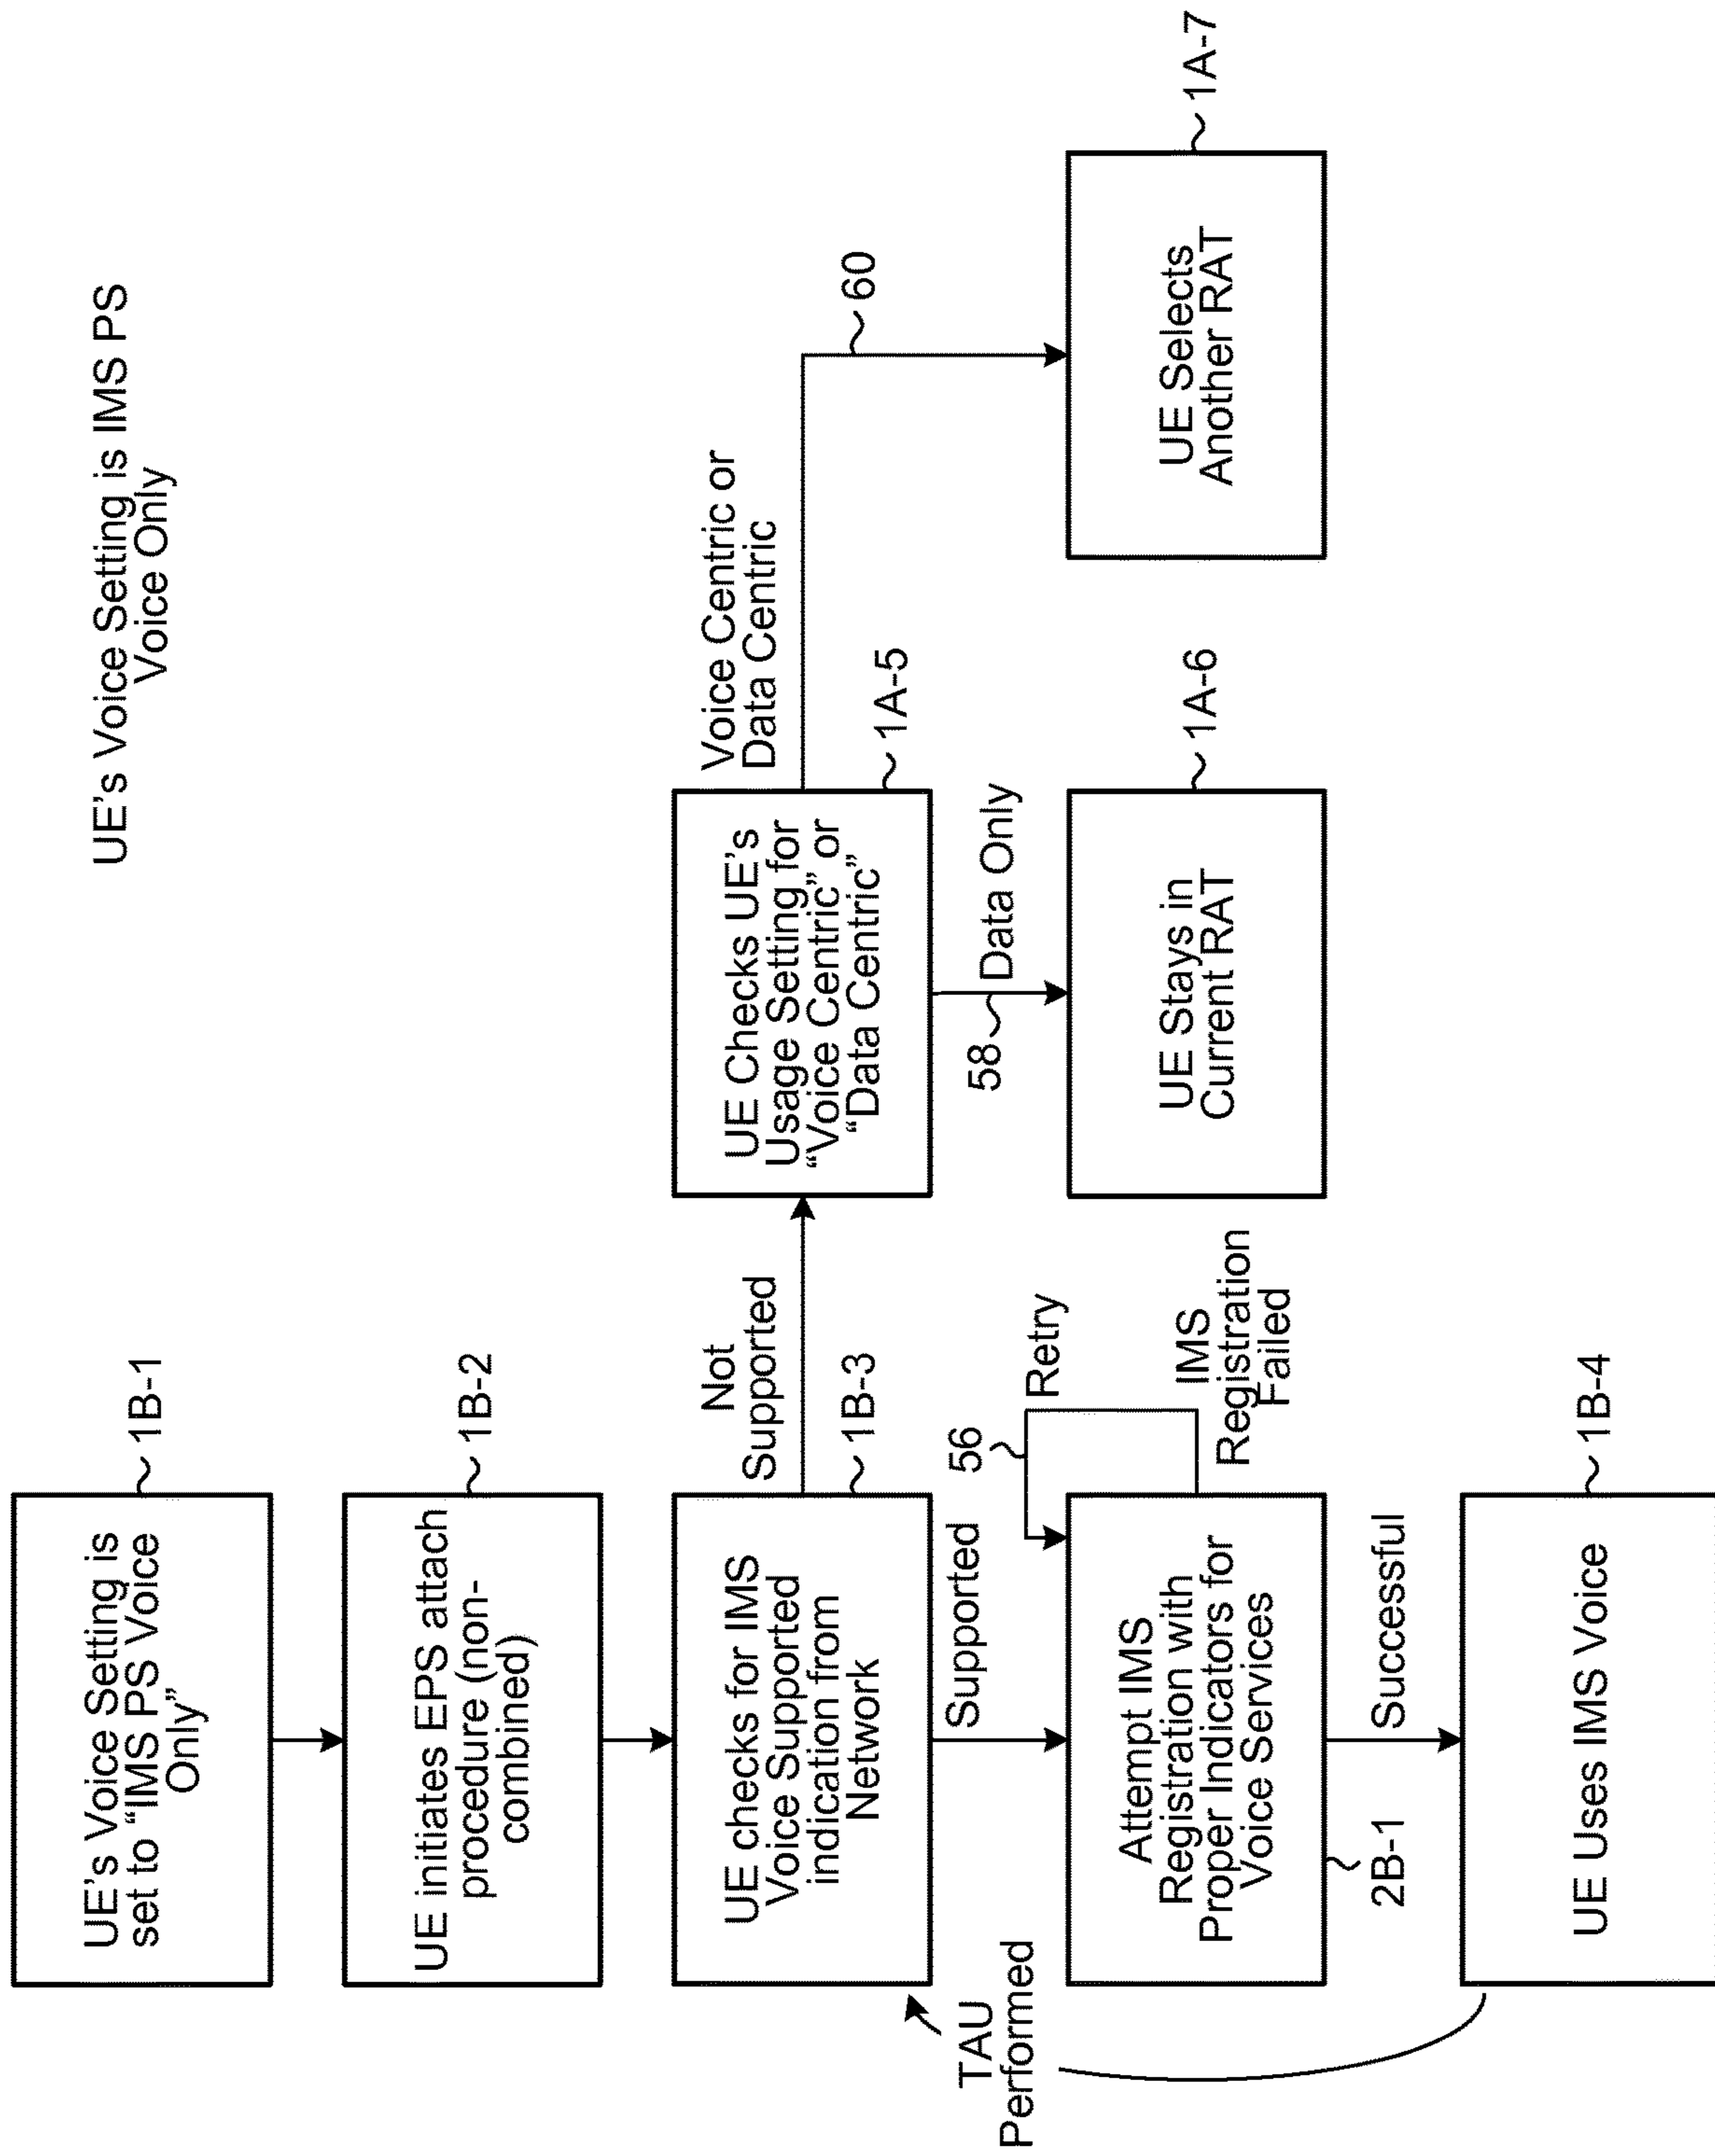 UE's Voice Setting is IMS PS
Voice Only
UE's Voice Setting is
set to “IMS PS Voice
Only”
1B-1
UE initiates EPS attach
procedure (non-
combined)
1B-2
UE checks for IMS
Voice Supported
indication from
Network
1B-3
Not
Supported
UE Checks UE's
Usage Setting for
“Voice Centric” or
“Data Centric”
1A-5
Voice Centric or
Data Centric
60
Supported
58
Data Only
TAU
Performed
Attempt IMS
Registration with
Proper Indicators for
Voice Services
2B-1
56
Retry
IMS
Registration
Failed
UE Stays in
Current RAT
1A-6
UE Selects
Another RAT
1A-7
Successful
UE Uses IMS Voice
1B-4